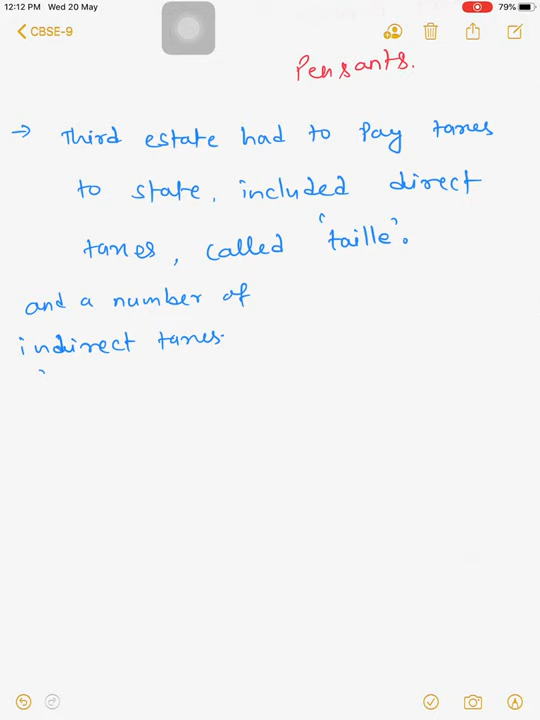 12:12 PM Wed 20 May
79%
CBSE-9
Pensants.
→ Third estate had to Pay taxes
to state, included direct
taxes, called 'taille'.
and a number of
indirect taxes.